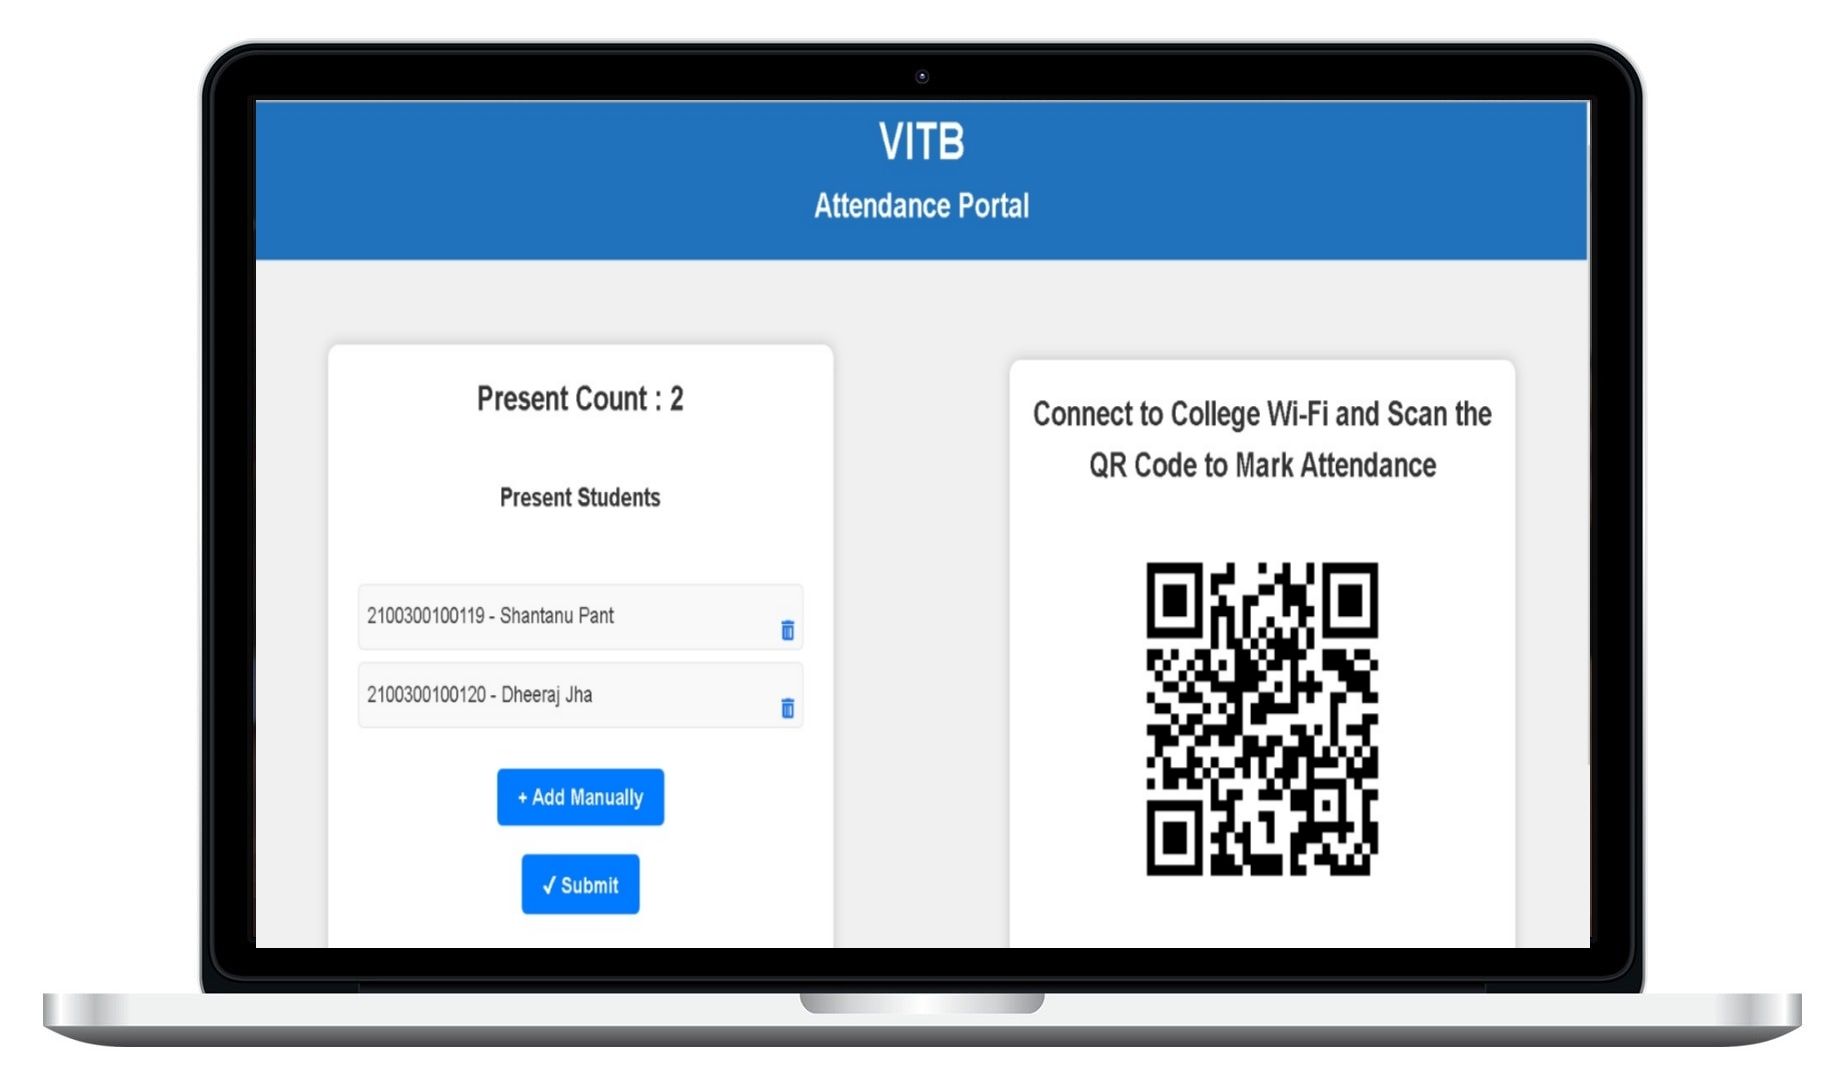 VITB
Attendance Portal
Present Count : 2
Present Students
2100300100119 - Shantanu Pant
2100300100120 - Dheeraj Jha
+ Add Manually
✓ Submit
Connect to College Wi-Fi and Scan the
QR Code to Mark Attendance